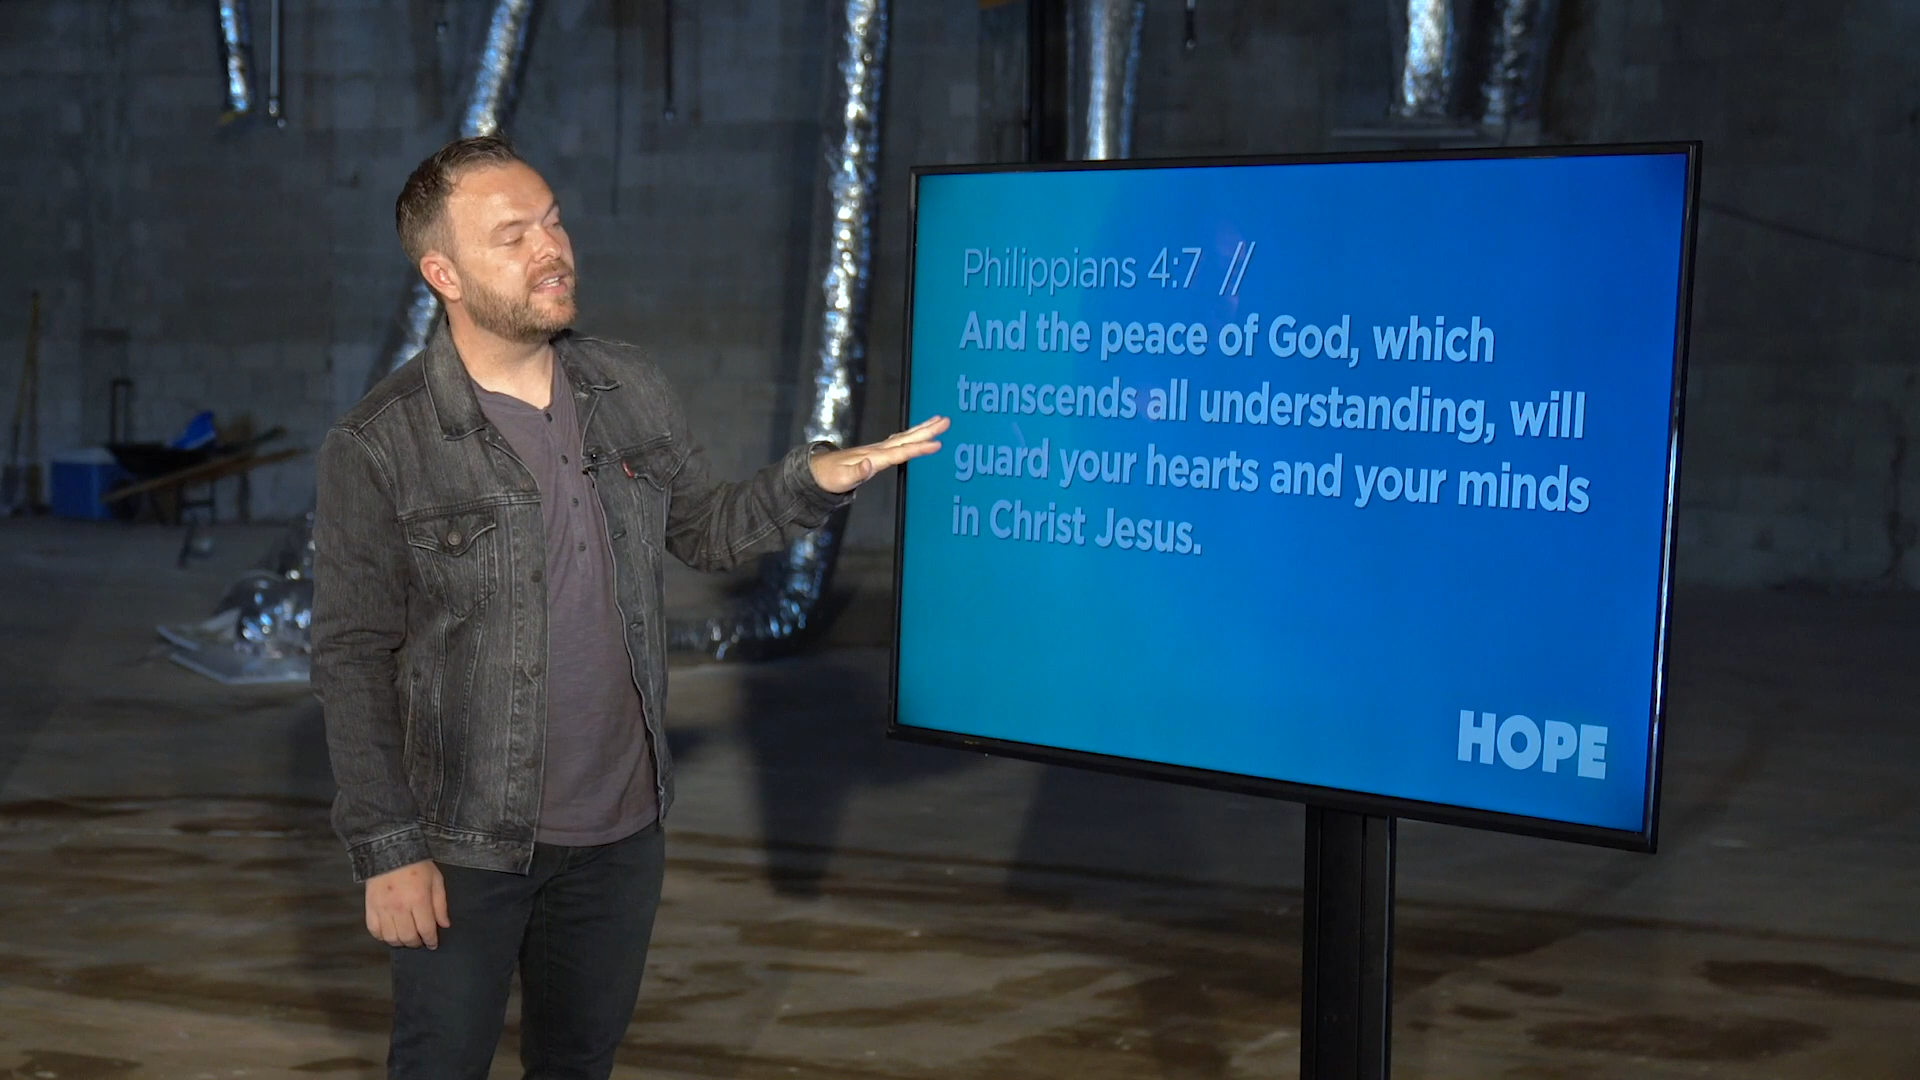 Philippians 4:7 //
And the peace of God, which
transcends all understanding, will
guard your hearts and your minds
in Christ Jesus.
HOPE